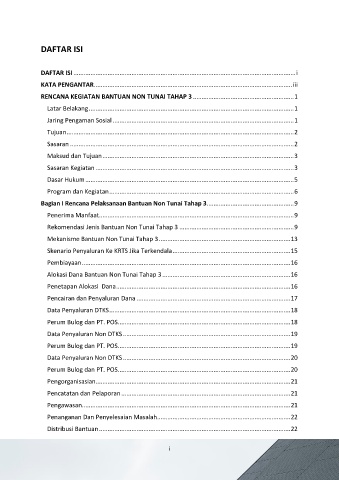 DAFTAR ISI
DAFTAR ISI ........ i
KATA PENGANTAR ........ iii
RENCANA KEGIATAN BANTUAN NON TUNAI TAHAP 3 ........ 1
Latar Belakang ........ 1
Jaring Pengaman Sosial ........ 1
Tujuan ........ 2
Sasaran ........ 2
Maksud dan Tujuan ........ 3
Sasaran Kegiatan ........ 3
Dasar Hukum ........ 5
Program dan Kegiatan ........ 6
Bagian I Rencana Pelaksanaan Bantuan Non Tunai Tahap 3 ........ 9
Penerima Manfaat ........ 9
Rekomendasi Jenis Bantuan Non Tunai Tahap 3 ........ 9
Mekanisme Bantuan Non Tunai Tahap 3 ........ 13
Skenario Penyaluran Ke KRTS Jika Terkendala ........ 15
Pembiayaan ........ 16
Alokasi Dana Bantuan Non Tunai Tahap 3 ........ 16
Penetapan Alokasi Dana ........ 16
Pencairan dan Penyaluran Dana ........ 17
Data Penyaluran DTKS ........ 18
Perum Bulog dan PT. POS ........ 18
Data Penyaluran Non DTKS ........ 19
Perum Bulog dan PT. POS ........ 19
Data Penyaluran Non DTKS ........ 20
Perum Bulog dan PT. POS ........ 20
Pengorganisasian ........ 21
Pencatatan dan Pelaporan ........ 21
Pengawasan ........ 21
Penanganan Dan Penyelesaian Masalah ........ 22
Distribusi Bantuan ........ 22
i